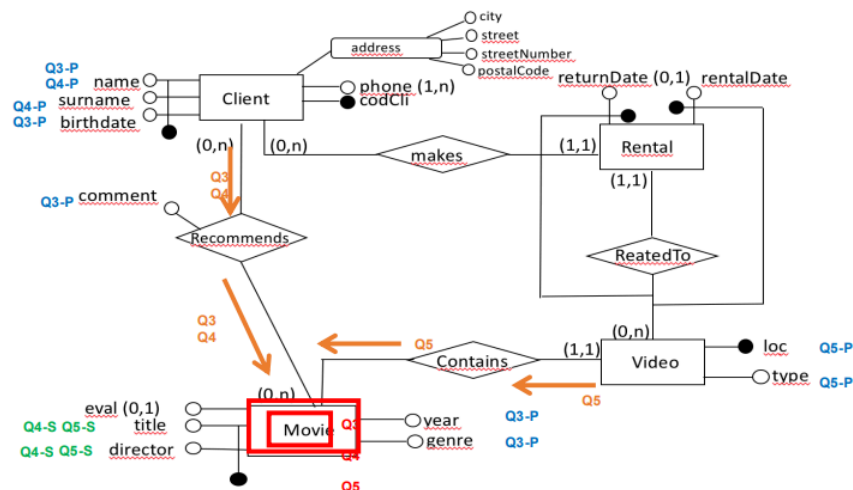 city
address
street
streetNumber
postalCode
Q3-P
Q4-P
name
Q4-P surname
Q3-P birthdate
Client
phone (1,n)
codCli
returnDate (0,1) rentalDate
(0,n)
(0,n)
makes
(1,1)
Rental
(1,1)
Q3
Q4
Q3-P comment
Recommends
ReatedTo
Q3
Q4
Q5
(0,n)
Contains
(1,1)
Video
loc
Q5-P
type
Q5-P
Q5
(0,n)
eval (0,1)
Q4-S Q5-S title
Q4-S Q5-S director
Movie
Q3
year
Q3-P
genre
Q3-P
Q4
Q5